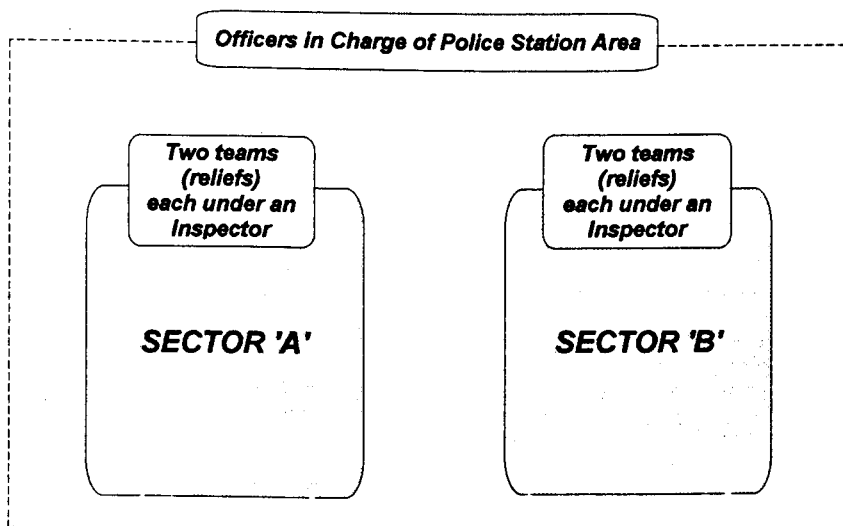 Officers in Charge of Police Station Area
Two teams
(reliefs)
each under an
Inspector
SECTOR 'A'
Two teams
(reliefs)
each under an
Inspector
SECTOR 'B'